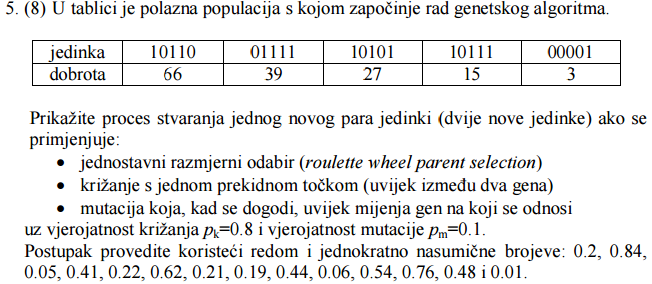 5. (8) U tablici je polazna populacija s kojom započinje rad genetskog algoritma.
jedinka 10110 01111 10101 10111 00001
dobrota 66 39 27 15 3
Prikažite proces stvaranja jednog novog para jedinki (dvije nove jedinke) ako se
primjenjuje:
• jednostavni razmjerni odabir (roulette wheel parent selection)
• križanje s jednom prekidnom točkom (uvijek između dva gena)
• mutacija koja, kad se dogodi, uvijek mijenja gen na koji se odnosi
uz vjerojatnost križanja pk=0.8 i vjerojatnost mutacije pm=0.1.
Postupak provedite koristeći redom i jednokratno nasumične brojeve: 0.2, 0.84,
0.05, 0.41, 0.22, 0.62, 0.21, 0.19, 0.44, 0.06, 0.54, 0.76, 0.48 i 0.01.